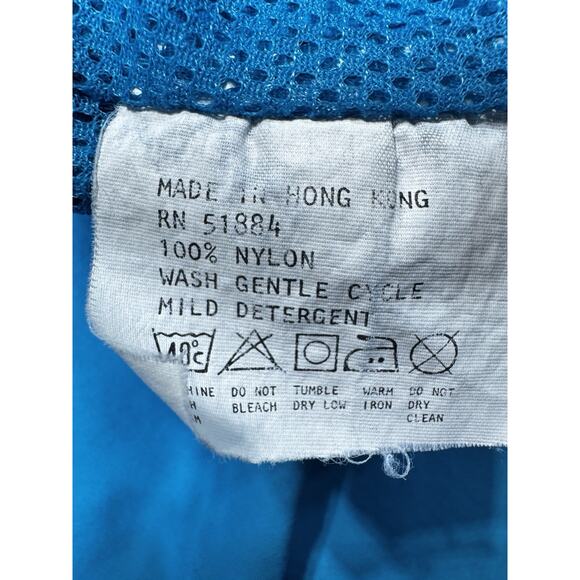 MADE IN HONG KONG
RN 51884
100% NYLON
WASH GENTLE CYCLE
MILD DETERGENT
40°C
DO NOT TUMBLE WARM DO NOT
BLEACH DRY LOW IRON DRY
CLEAN